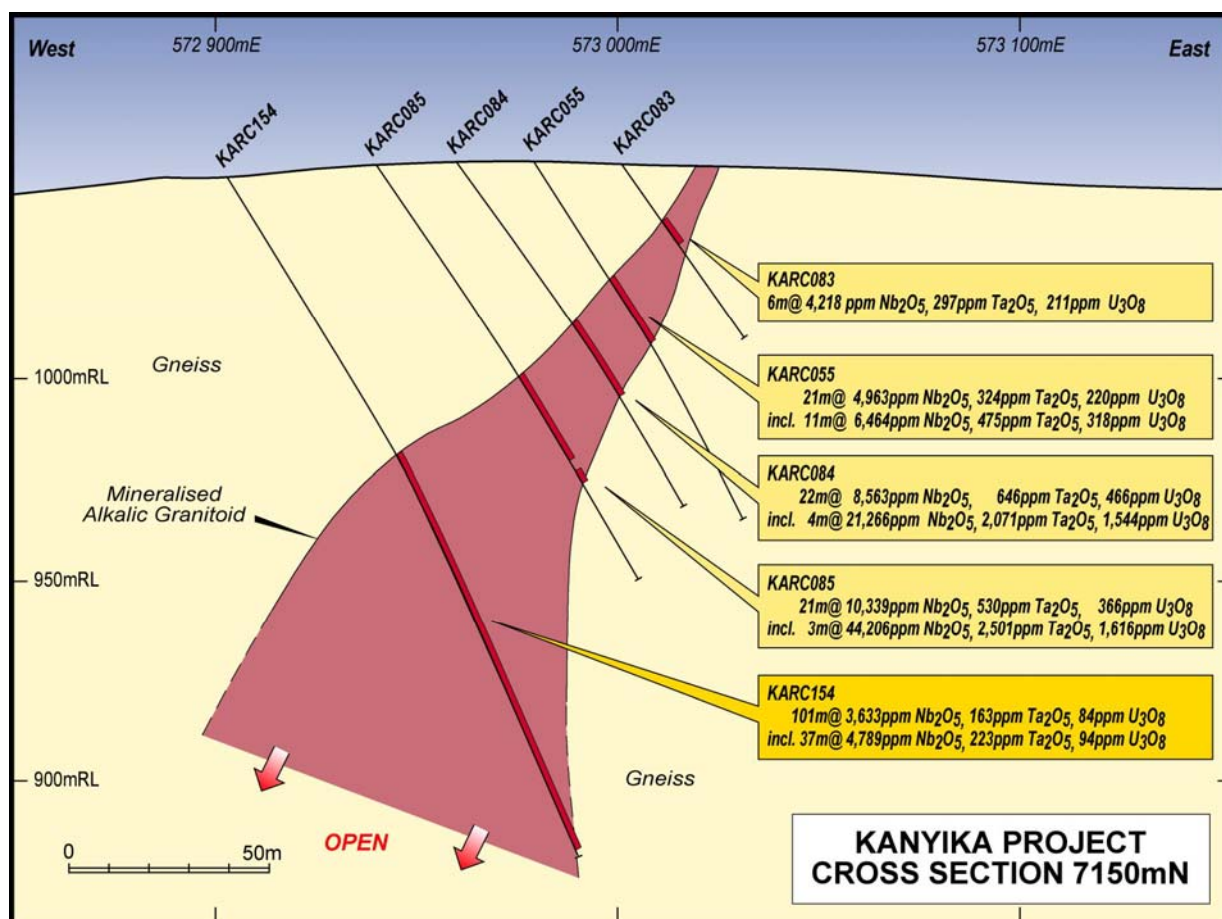 West
572 900mE
573 000mE
573 100mE
East
KARC154
KARC085
KARC084
KARC055
KARC083
KARC083
6m@ 4,218 ppm Nb2O5, 297ppm Ta2O5, 211ppm U3O8
1000mRL
Gneiss
KARC055
21m@ 4,963ppm Nb2O5, 324ppm Ta2O5, 220ppm U3O8
incl. 11m@ 6,464ppm Nb2O5, 475ppm Ta2O5, 318ppm U3O8
KARC084
22m@ 8,563ppm Nb2O5, 646ppm Ta2O5, 466ppm U3O8
incl. 4m@ 21,266ppm Nb2O5, 2,071ppm Ta2O5, 1,544ppm U3O8
Mineralised
Alkalic Granitoid
950mRL
KARC085
21m@ 10,339ppm Nb2O5, 530ppm Ta2O5, 366ppm U3O8
incl. 3m@ 44,206ppm Nb2O5, 2,501ppm Ta2O5, 1,616ppm U3O8
KARC154
101m@ 3,633ppm Nb2O5, 163ppm Ta2O5, 84ppm U3O8
incl. 37m@ 4,789ppm Nb2O5, 223ppm Ta2O5, 94ppm U3O8
900mRL
Gneiss
OPEN
0
50m
KANYIKA PROJECT
CROSS SECTION 7150mN